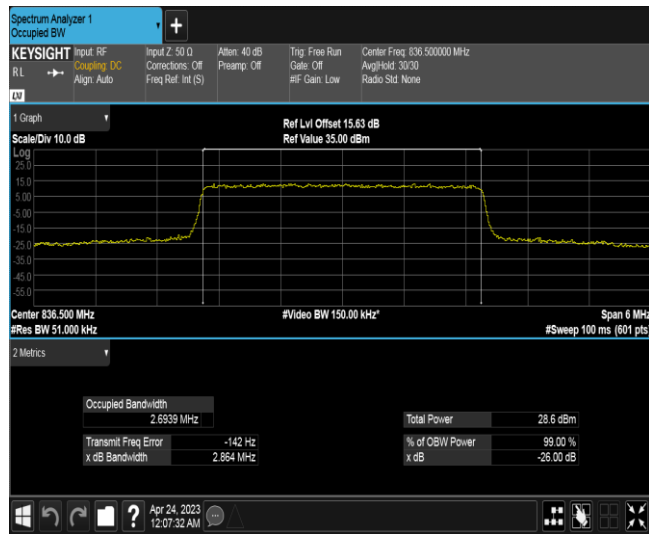 Spectrum Analyzer 1
Occupied BW
KEYSIGHT Input: RF Input Z: 50 Ω Atten: 40 dB Trig: Free Run Center Freq: 836.500000 MHz
RL Coupling: DC Corrections: Off Preamp: Off Gate: Off Avg|Hold: 30/30
Align: Auto Freq Ref: Int (S) #IF Gain: Low Radio Std: None
LXI
1 Graph
Ref Lvl Offset 15.63 dB
Scale/Div 10.0 dB Ref Value 35.00 dBm
Log
25.0
15.0
5.00
-5.00
-15.0
-25.0
-35.0
-45.0
-55.0
Center 836.500 MHz #Video BW 150.00 kHz* Span 6 MHz
#Res BW 51.000 kHz #Sweep 100 ms (601 pts)
2 Metrics
Occupied Bandwidth
2.6939 MHz Total Power 28.6 dBm
Transmit Freq Error -142 Hz % of OBW Power 99.00 %
x dB Bandwidth 2.864 MHz x dB -26.00 dB
Apr 24, 2023
12:07:32 AM